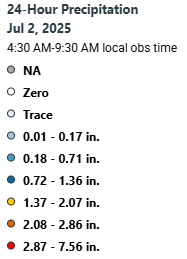 24-Hour Precipitation
Jul 2, 2025
4:30 AM-9:30 AM local obs time
NA
Zero
Trace
0.01 - 0.17 in.
0.18 - 0.71 in.
0.72 - 1.36 in.
1.37 - 2.07 in.
2.08 - 2.86 in.
2.87 - 7.56 in.